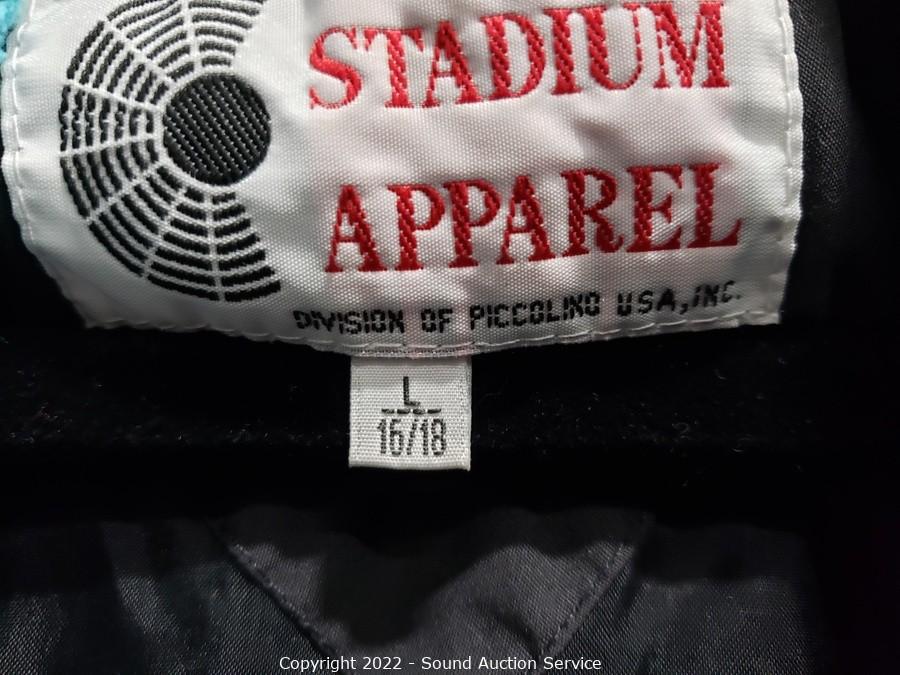 STADIUM
APPAREL
DIVISION OF PICCOLINO USA, INC.
L
16/18
Copyright 2022 - Sound Auction Service